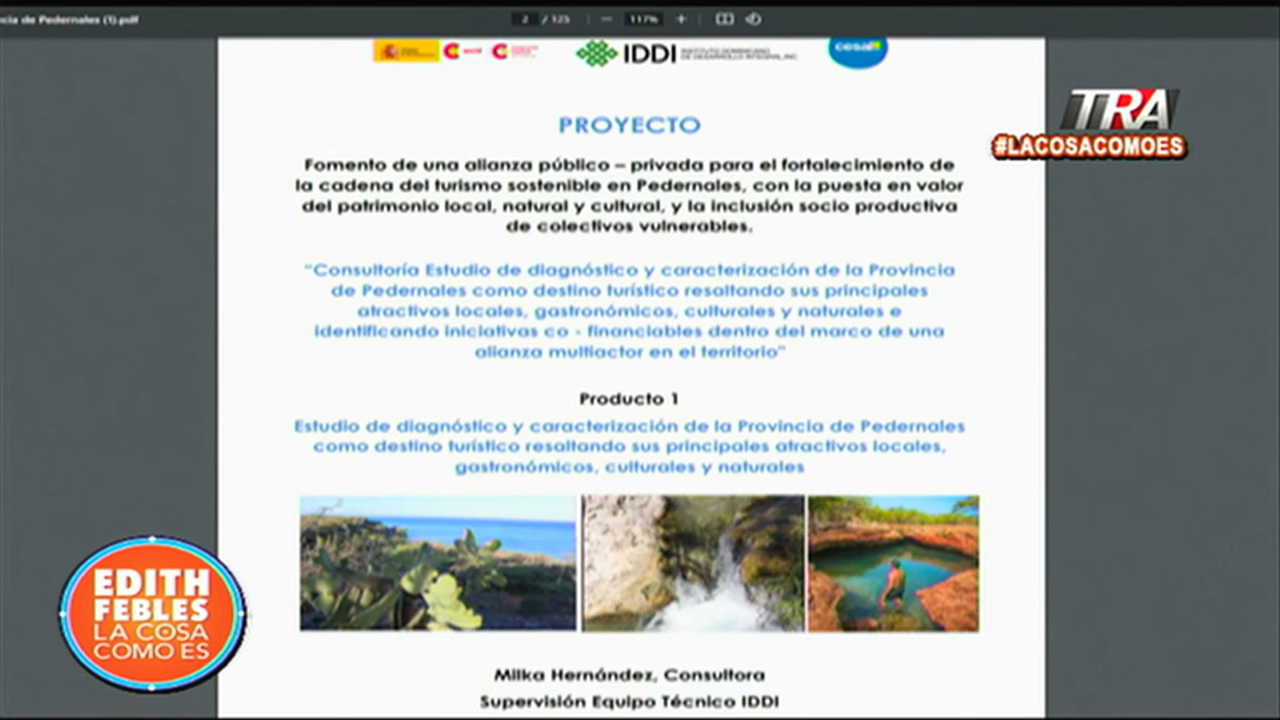 ncia de Pedernales (1).pdf
2 / 125
117%
IDDI
cesal
TRA
#LACOSACOMOES
PROYECTO
Fomento de una alianza público – privada para el fortalecimiento de
la cadena del turismo sostenible en Pedernales, con la puesta en valor
del patrimonio local, natural y cultural, y la inclusión socio productiva
de colectivos vulnerables.
“Consultoría Estudio de diagnóstico y caracterización de la Provincia
de Pedernales como destino turístico resaltando sus principales
atractivos locales, gastronómicos, culturales y naturales e
identificando iniciativas co - financiables dentro del marco de una
alianza multiactor en el territorio”
Producto 1
Estudio de diagnóstico y caracterización de la Provincia de Pedernales
como destino turístico resaltando sus principales atractivos locales,
gastronómicos, culturales y naturales
Milka Hernández, Consultora
Supervisión Equipo Técnico IDDI
EDITH
FEBLES
LA COSA
COMO ES